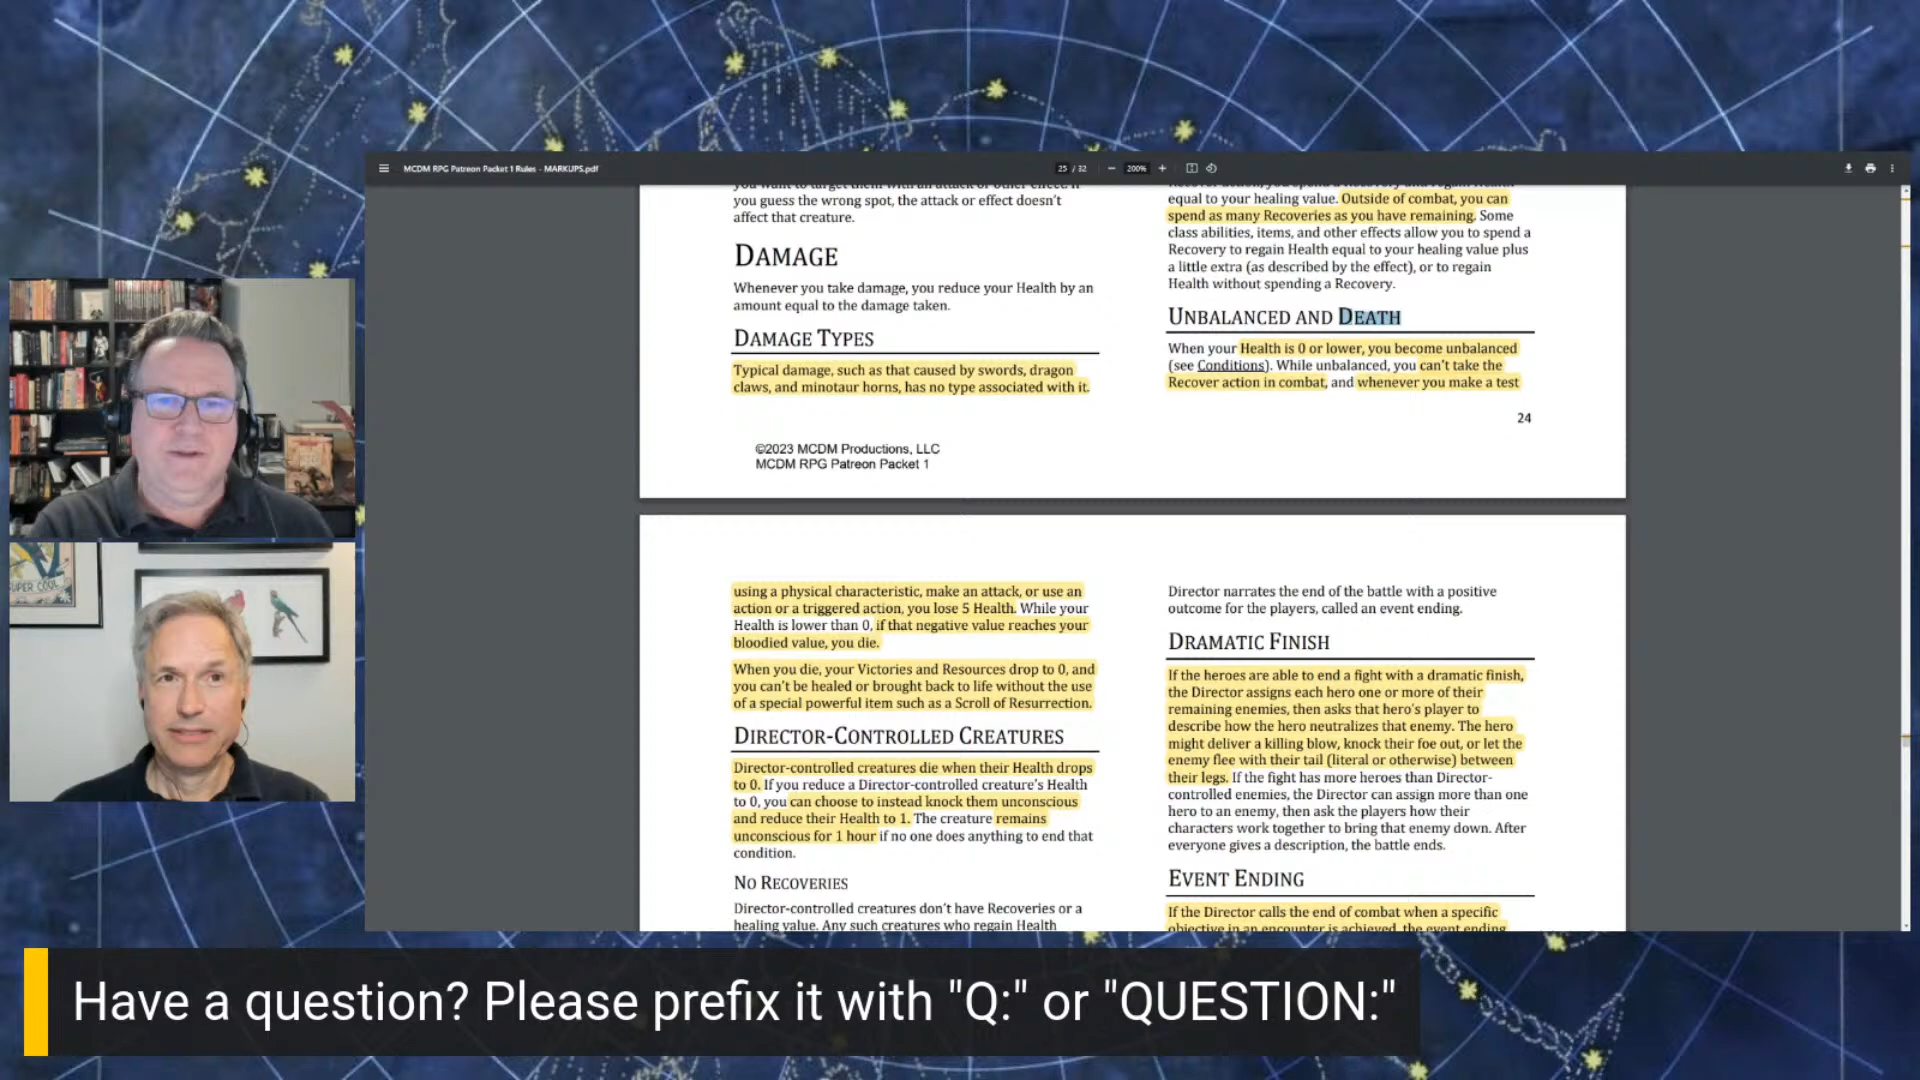 MCDM RPG Patreon Packet 1 Rules - MARKUPS.pdf
25 / 32
200%
you guess the wrong spot, the attack or effect doesn't
affect that creature.
DAMAGE
Whenever you take damage, you reduce your Health by an
amount equal to the damage taken.
DAMAGE TYPES
Typical damage, such as that caused by swords, dragon
claws, and minotaur horns, has no type associated with it.
©2023 MCDM Productions, LLC
MCDM RPG Patreon Packet 1
equal to your healing value. Outside of combat, you can
spend as many Recoveries as you have remaining. Some
class abilities, items, and other effects allow you to spend a
Recovery to regain Health equal to your healing value plus
a little extra (as described by the effect), or to regain
Health without spending a Recovery.
UNBALANCED AND DEATH
When your Health is 0 or lower, you become unbalanced
(see Conditions). While unbalanced, you can't take the
Recover action in combat, and whenever you make a test
24
using a physical characteristic, make an attack, or use an
action or a triggered action, you lose 5 Health. While your
Health is lower than 0, if that negative value reaches your
bloodied value, you die.
When you die, your Victories and Resources drop to 0, and
you can't be healed or brought back to life without the use
of a special powerful item such as a Scroll of Resurrection.
DIRECTOR-CONTROLLED CREATURES
Director-controlled creatures die when their Health drops
to 0. If you reduce a Director-controlled creature's Health
to 0, you can choose to instead knock them unconscious
and reduce their Health to 1. The creature remains
unconscious for 1 hour if no one does anything to end that
condition.
NO RECOVERIES
Director-controlled creatures don't have Recoveries or a
healing value. Any such creatures who regain Health
Director narrates the end of the battle with a positive
outcome for the players, called an event ending.
DRAMATIC FINISH
If the heroes are able to end a fight with a dramatic finish,
the Director assigns each hero one or more of their
remaining enemies, then asks that hero's player to
describe how the hero neutralizes that enemy. The hero
might deliver a killing blow, knock their foe out, or let the
enemy flee with their tail (literal or otherwise) between
their legs. If the fight has more heroes than Director-
controlled enemies, the Director can assign more than one
hero to an enemy, then ask the players how their
characters work together to bring that enemy down. After
everyone gives a description, the battle ends.
EVENT ENDING
If the Director calls the end of combat when a specific
objective in an encounter is achieved, the event ending
SUPER COOL
Have a question? Please prefix it with "Q:" or "QUESTION:"